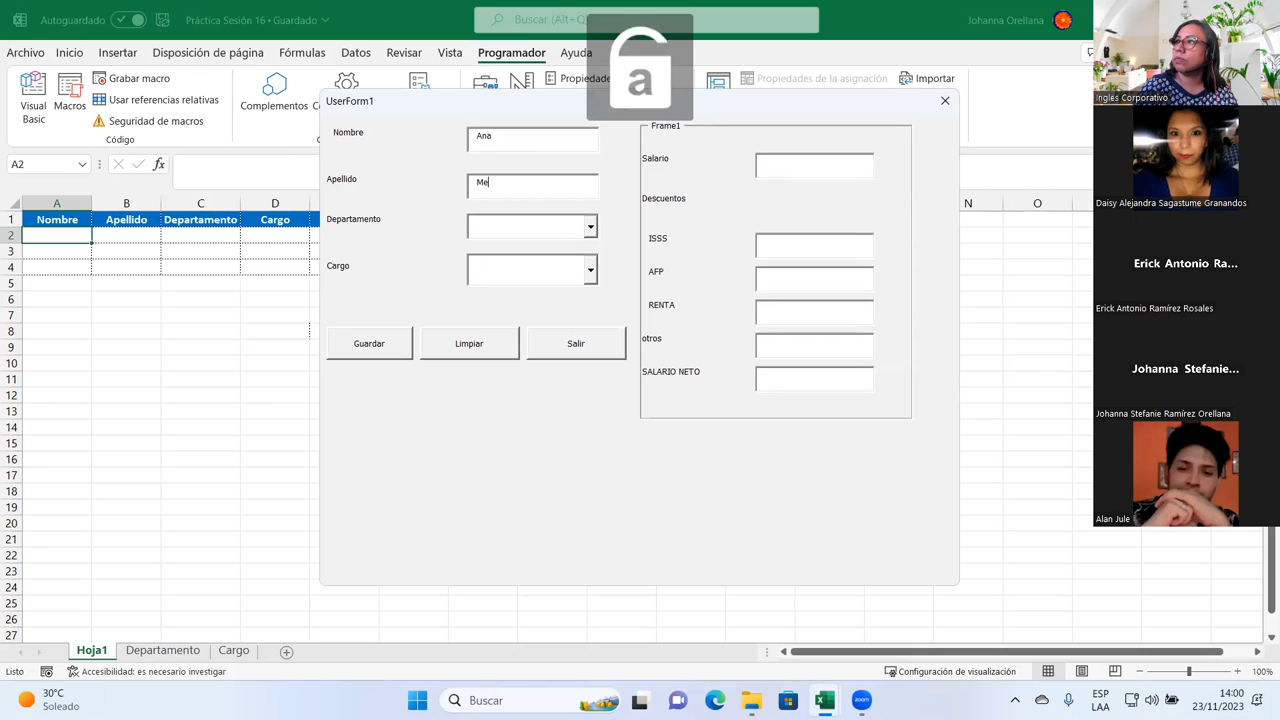 Autoguardado
Práctica Sesión 16 • Guardado
Buscar (Alt+Q)
Johanna Orellana
Archivo Inicio Insertar Disposición de página Fórmulas Datos Revisar Vista Programador Ayuda
a
Visual Basic
Macros
Grabar macro
Usar referencias relativas
Seguridad de macros
Código
Complementos
Propiedades de la asignación
Importar
UserForm1
A2
fx
A B C D N O
1 Nombre Apellido Departamento Cargo
2
3
4
5
6
7
8
9
10
11
12
13
14
15
16
17
18
19
20
21
22
23
24
25
26
27
Nombre Ana
Apellido Me
Departamento
Cargo
Guardar Limpiar Salir
Frame1
Salario
Descuentos
ISSS
AFP
RENTA
otros
SALARIO NETO
Ingles Corporativo
Daisy Alejandra Sagastume Granandos
Erick Antonio Ra...
Erick Antonio Ramírez Rosales
Johanna Stefanie...
Johanna Stefanie Ramírez Orellana
Alan Jule
Hoja1 Departamento Cargo
Listo
Accesibilidad: es necesario investigar
Configuración de visualización
100%
30°C
Soleado
Buscar
zoom
ESP
LAA
14:00
23/11/2023